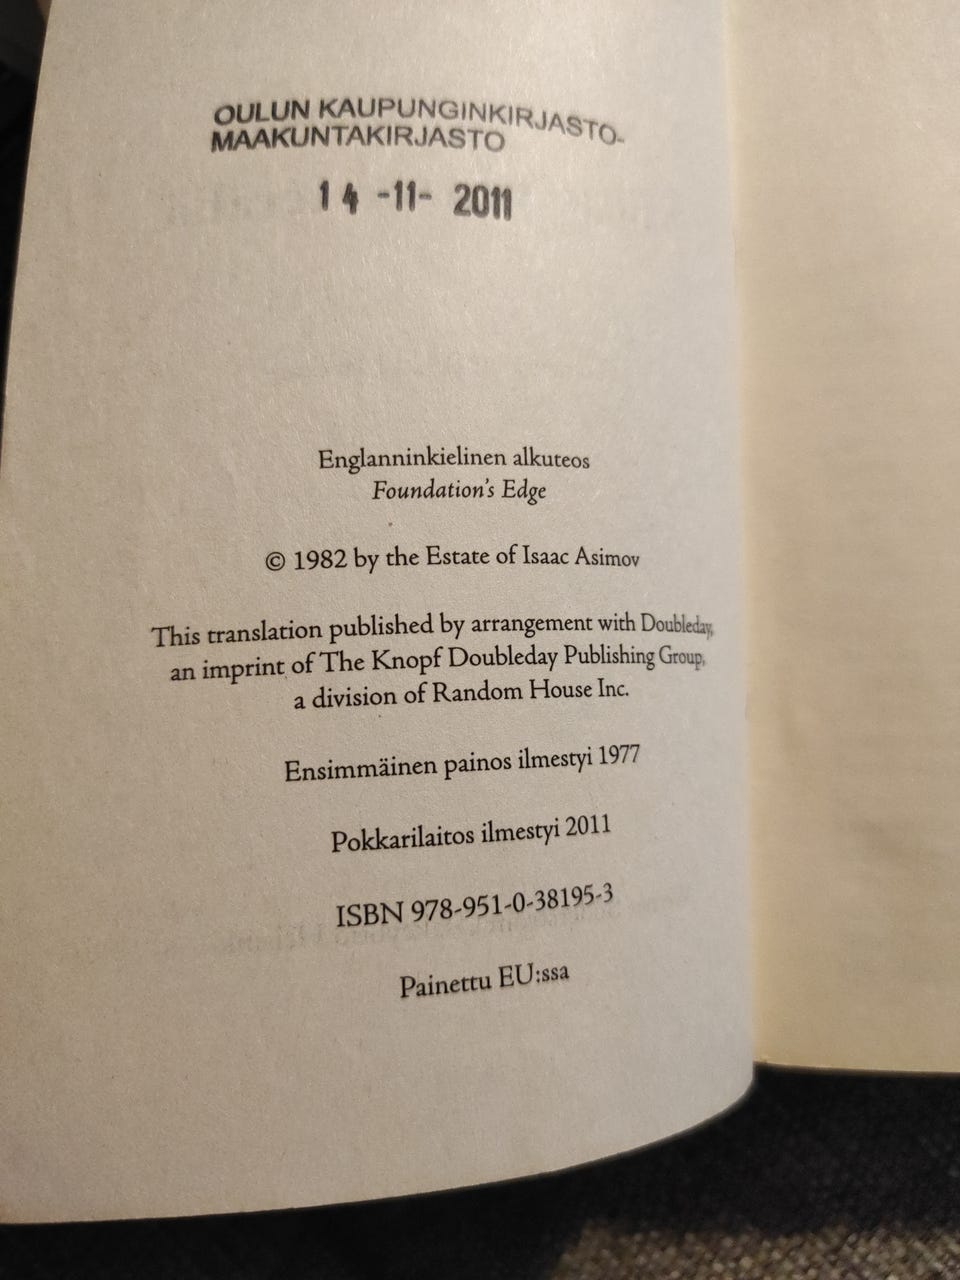 OULUN KAUPUNGINKIRJASTO-
MAAKUNTAKIRJASTO
14 -11- 2011
Englanninkielinen alkuteos
Foundation's Edge
© 1982 by the Estate of Isaac Asimov
This translation published by arrangement with Doubleday,
an imprint of The Knopf Doubleday Publishing Group,
a division of Random House Inc.
Ensimmäinen painos ilmestyi 1977
Pokkarilaitos ilmestyi 2011
ISBN 978-951-0-38195-3
Painettu EU:ssa